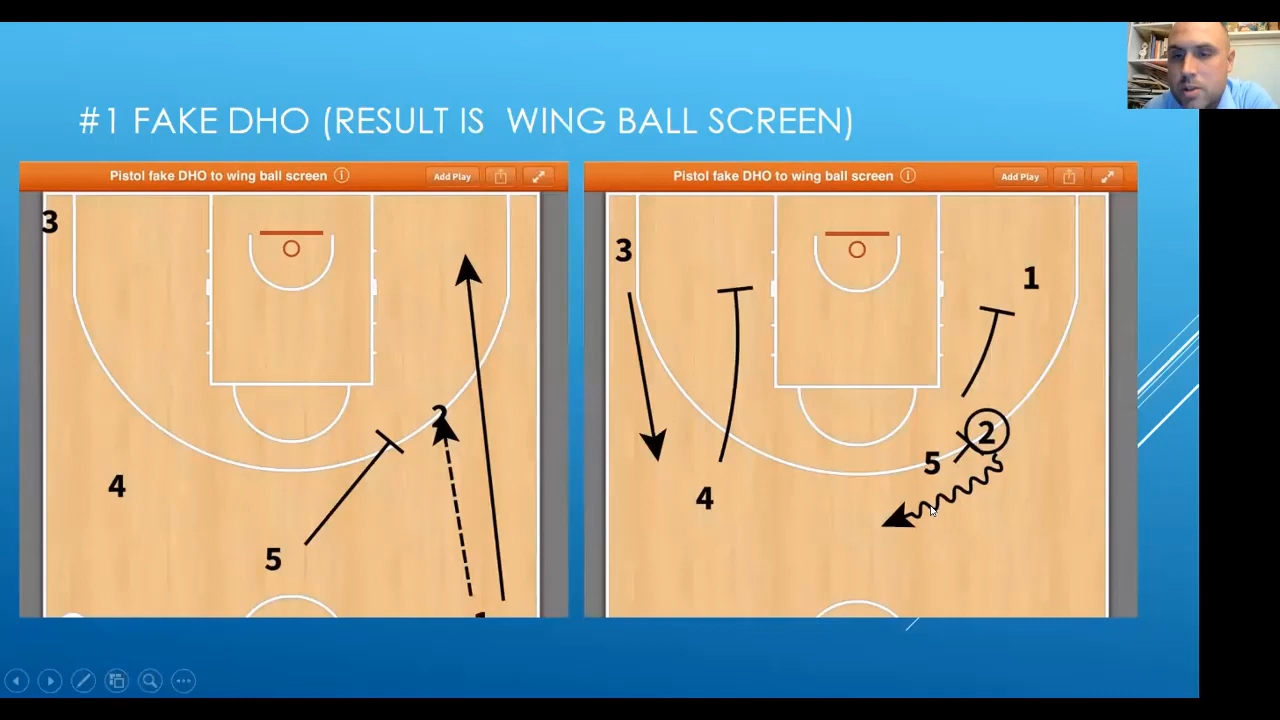 #1 FAKE DHO (RESULT IS WING BALL SCREEN)
Pistol fake DHO to wing ball screen
Add Play
3
2
4
5
Pistol fake DHO to wing ball screen
Add Play
3
1
2
5
4